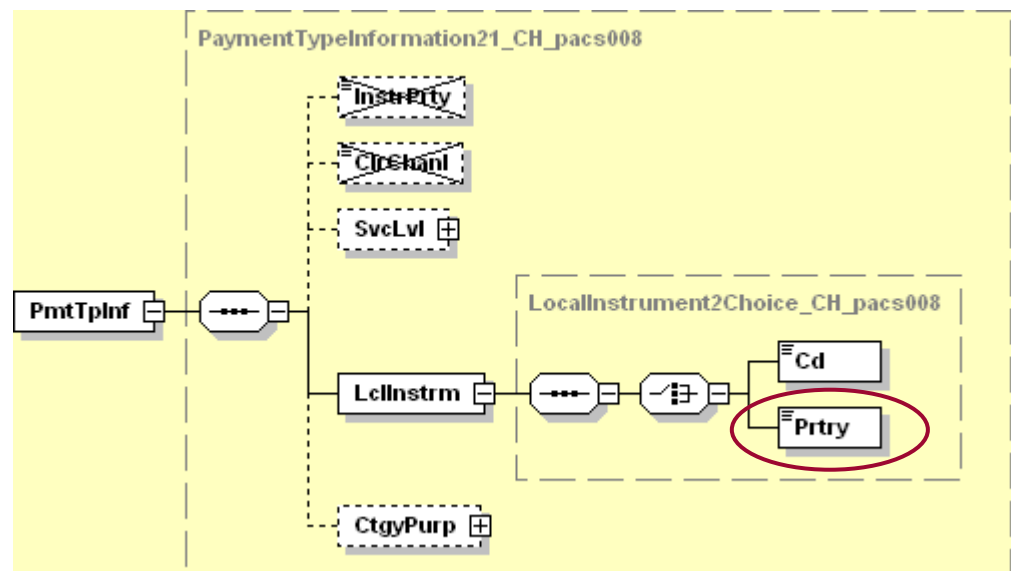 PaymentTypeInformation21_CH_pacs008
InstrPrty
ClrChanl
SvcLvl
PmtTpInf
LocalInstrument2Choice_CH_pacs008
Cd
LclInstrm
Prtry
CtgyPurp